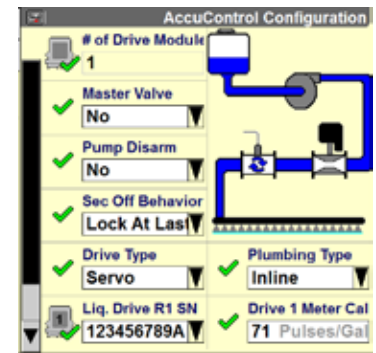 AccuControl Configuration
# of Drive Module
1
Master Valve
No
Pump Disarm
No
Sec Off Behavior
Lock At Last
Drive Type
Servo
Plumbing Type
Inline
Liq. Drive R1 SN
1
123456789A
Drive 1 Meter Cal
71 Pulses/Gal